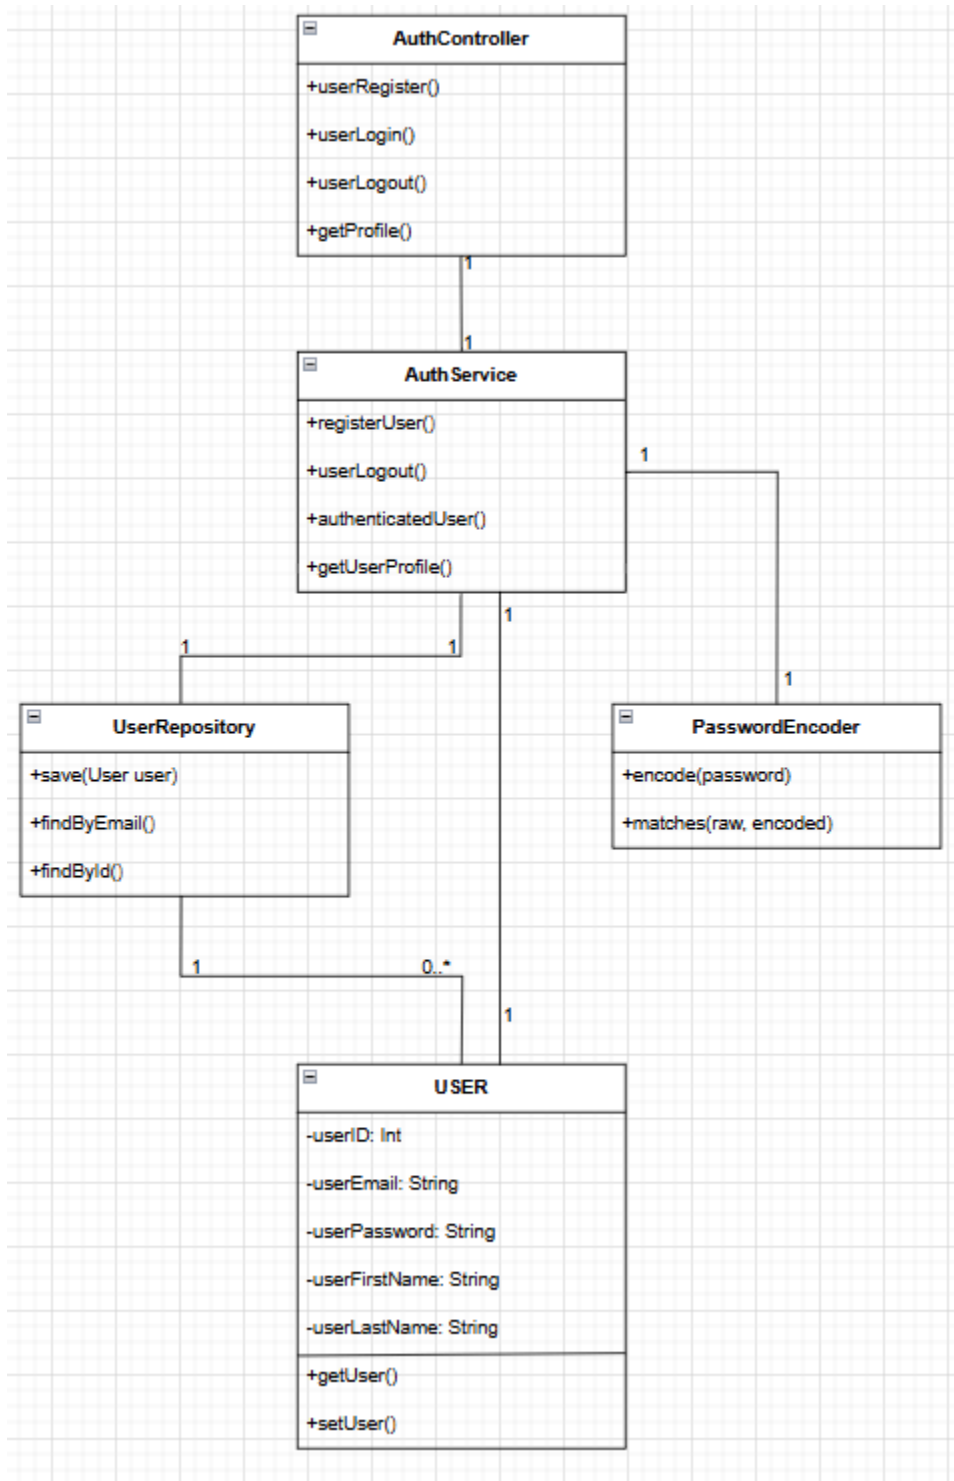 AuthController
+userRegister()
+userLogin()
+userLogout()
+getProfile()
1
1
AuthService
+registerUser()
+userLogout()
+authenticatedUser()
+getUserProfile()
1
1
1
1
1
UserRepository
+save(User user)
+findByEmail()
+findById()
PasswordEncoder
+encode(password)
+matches(raw, encoded)
1
0..*
1
USER
-userID: Int
-userEmail: String
-userPassword: String
-userFirstName: String
-userLastName: String
+getUser()
+setUser()